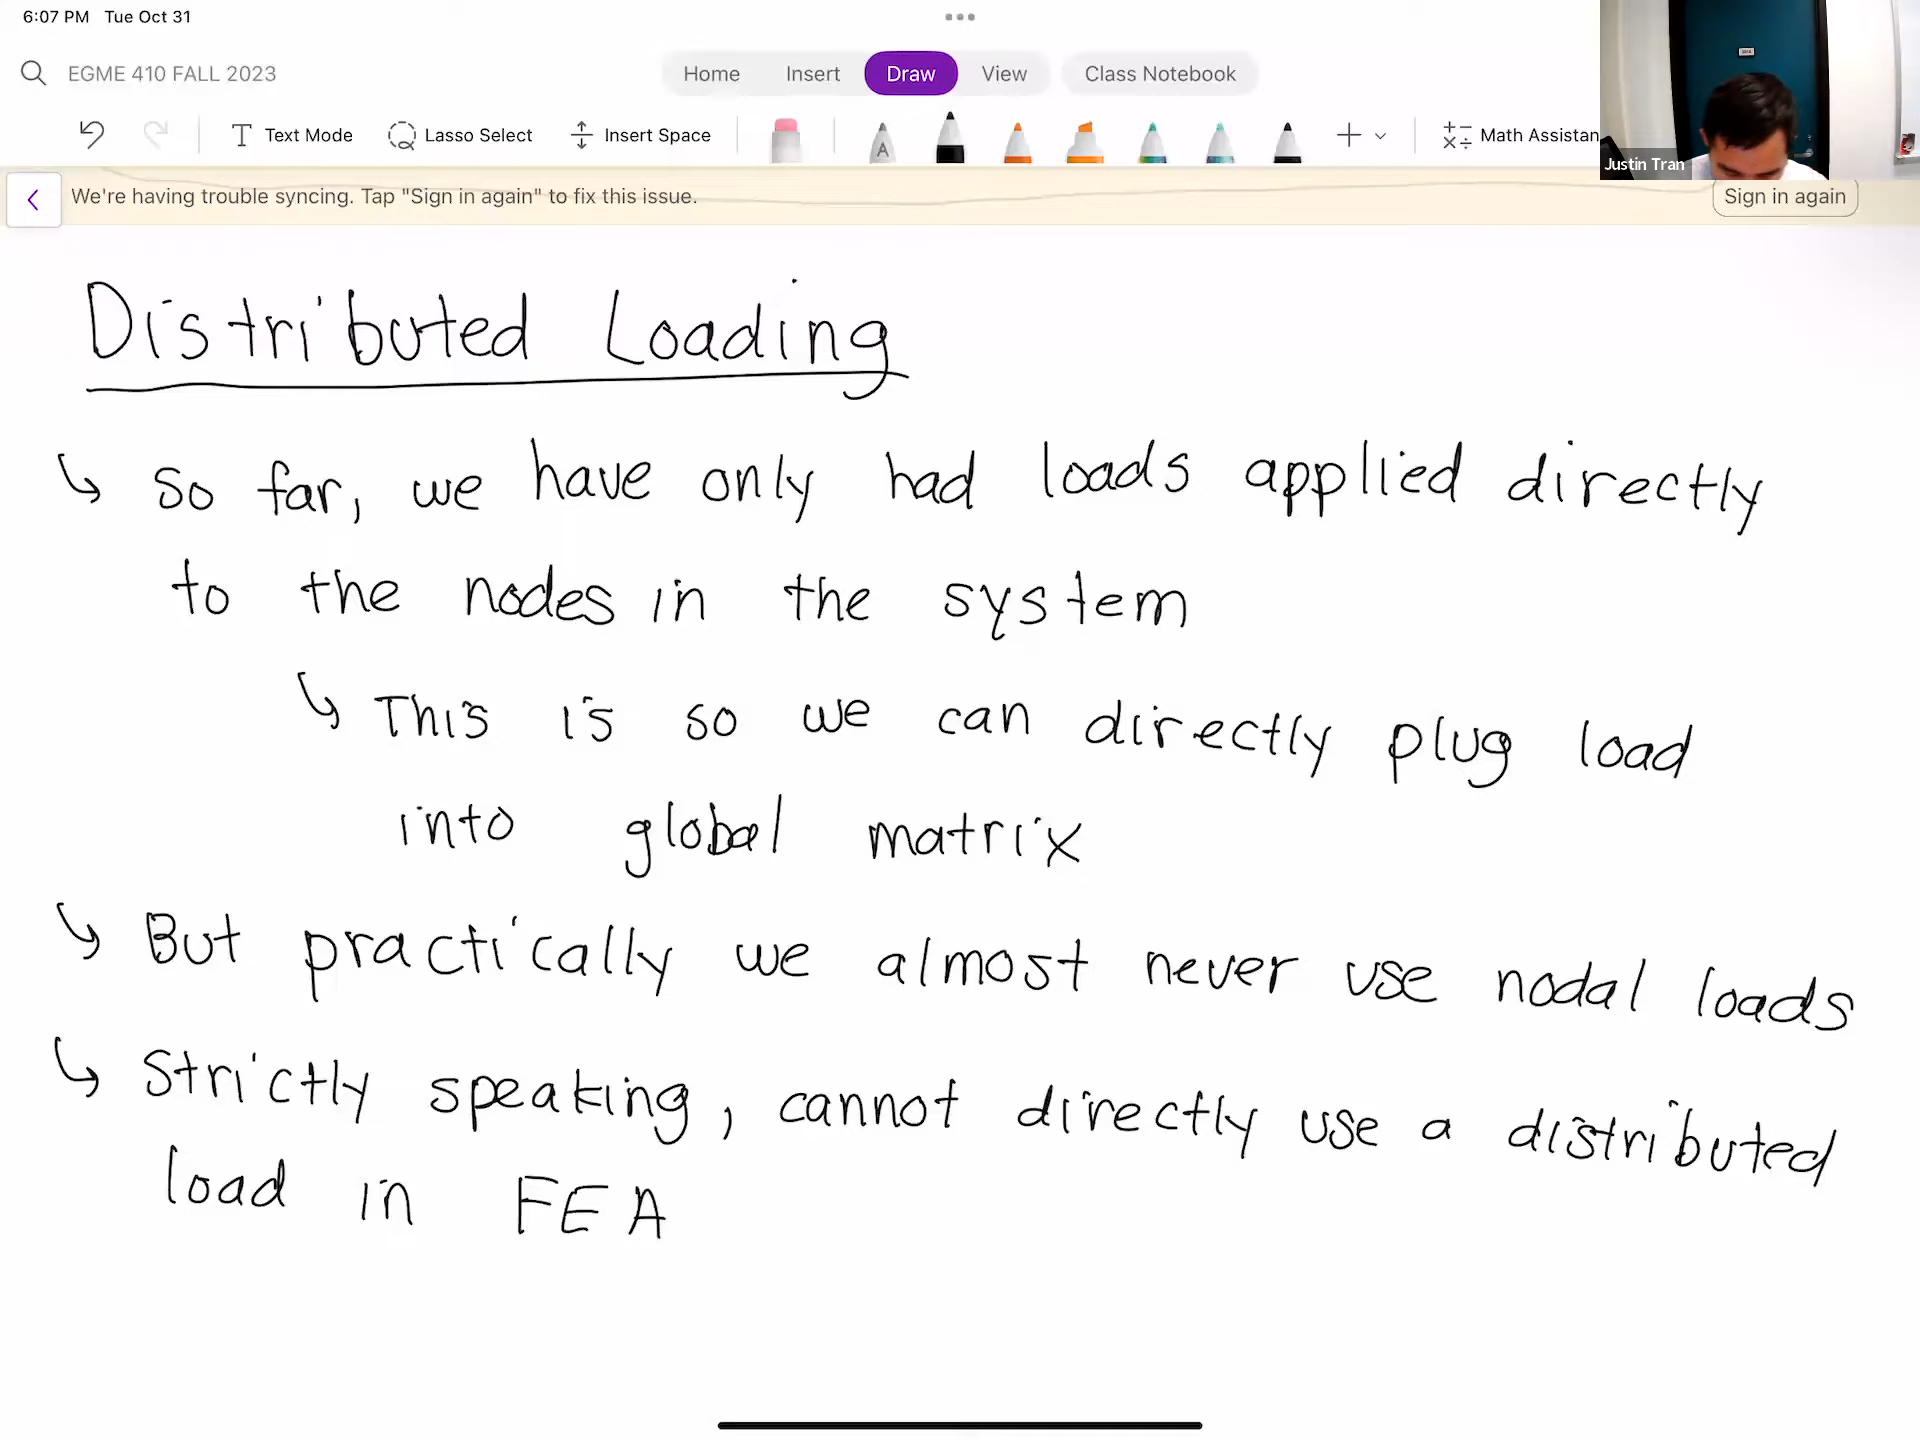 6:07 PM Tue Oct 31
EGME 410 FALL 2023
Home Insert Draw View Class Notebook
Text Mode Lasso Select Insert Space A Math Assistan
Justin Tran
We're having trouble syncing. Tap "Sign in again" to fix this issue. Sign in again
Distributed Loading
↳ So far, we have only had loads applied directly
to the nodes in the system
↳ This is so we can directly plug load
into global matrix
↳ But practically we almost never use nodal loads
↳ Strictly speaking, cannot directly use a distributed
load in FEA